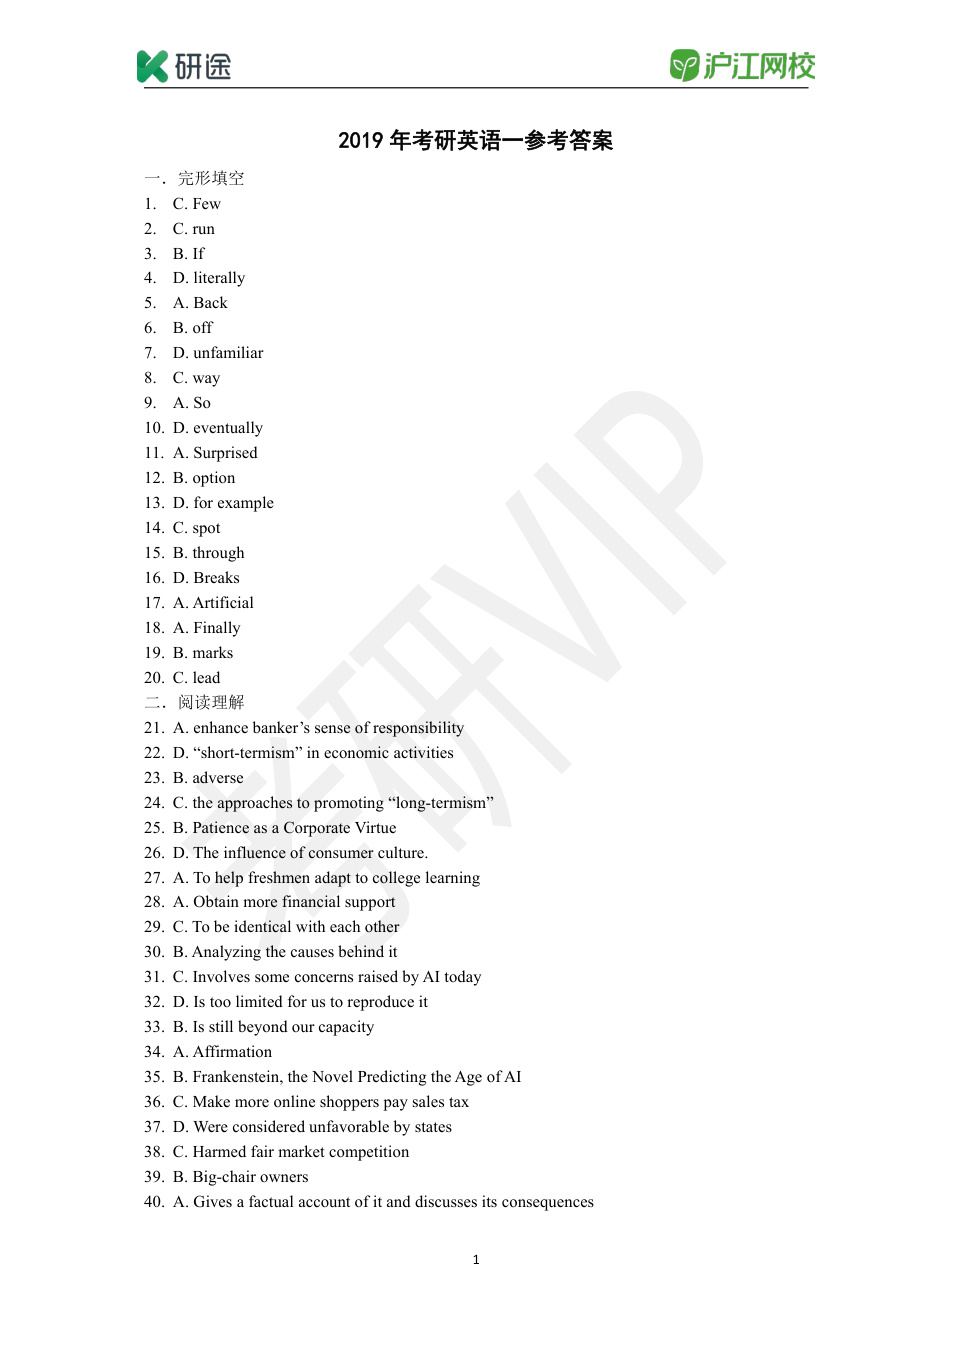 研途
沪江网校
2019 年考研英语一参考答案
一．完形填空
1. C. Few
2. C. run
3. B. If
4. D. literally
5. A. Back
6. B. off
7. D. unfamiliar
8. C. way
9. A. So
10. D. eventually
11. A. Surprised
12. B. option
13. D. for example
14. C. spot
15. B. through
16. D. Breaks
17. A. Artificial
18. A. Finally
19. B. marks
20. C. lead
二．阅读理解
21. A. enhance banker’s sense of responsibility
22. D. “short-termism” in economic activities
23. B. adverse
24. C. the approaches to promoting “long-termism”
25. B. Patience as a Corporate Virtue
26. D. The influence of consumer culture.
27. A. To help freshmen adapt to college learning
28. A. Obtain more financial support
29. C. To be identical with each other
30. B. Analyzing the causes behind it
31. C. Involves some concerns raised by AI today
32. D. Is too limited for us to reproduce it
33. B. Is still beyond our capacity
34. A. Affirmation
35. B. Frankenstein, the Novel Predicting the Age of AI
36. C. Make more online shoppers pay sales tax
37. D. Were considered unfavorable by states
38. C. Harmed fair market competition
39. B. Big-chair owners
40. A. Gives a factual account of it and discusses its consequences
考研VIP
1